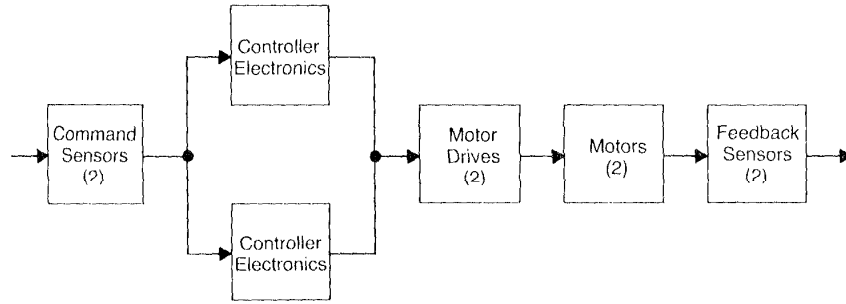 Controller
Electronics
Command
Sensors
(2)
Motor
Drives
(2)
Motors
(2)
Feedback
Sensors
(2)
Controller
Electronics